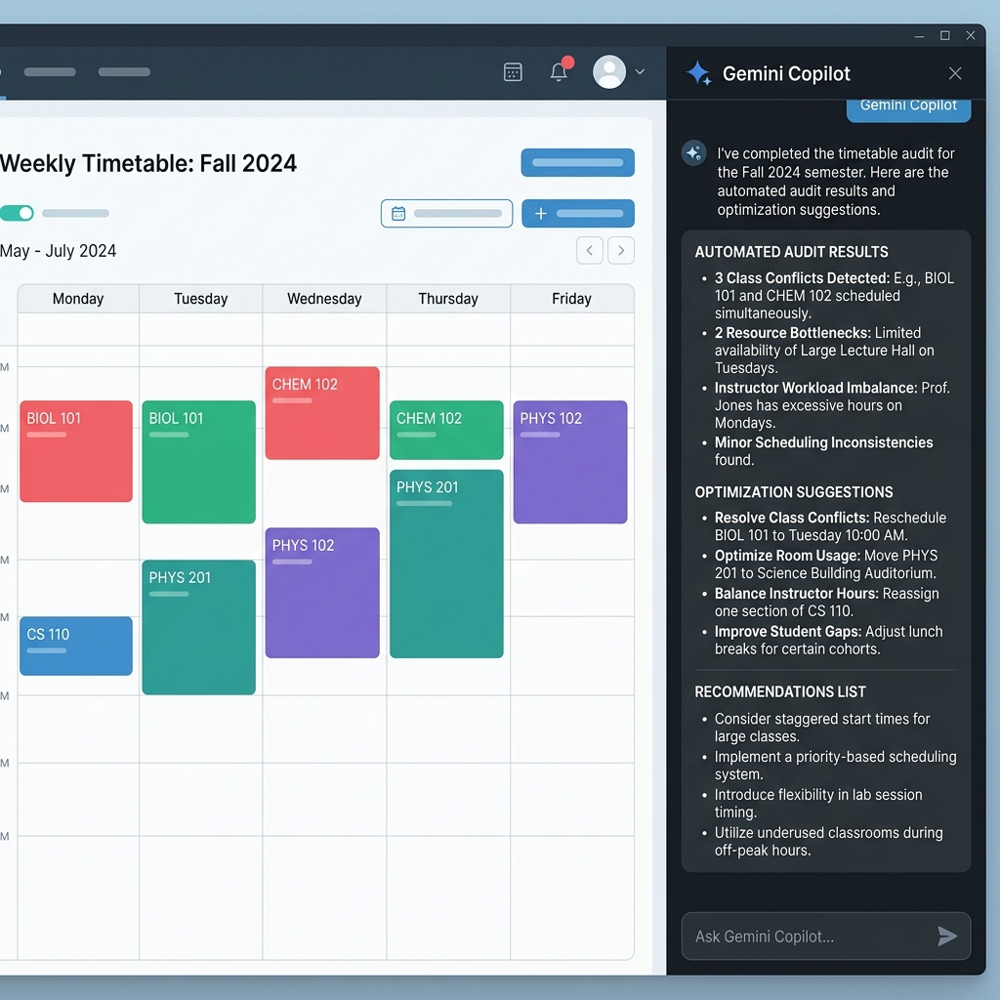 Weekly Timetable: Fall 2024
May - July 2024
Monday
Tuesday
Wednesday
Thursday
Friday
M
M
M
M
M
M
M
M
BIOL 101
CS 110
BIOL 101
PHYS 201
CHEM 102
PHYS 102
CHEM 102
PHYS 201
PHYS 102
Gemini Copilot
Gemini Copilot
I've completed the timetable audit for
the Fall 2024 semester. Here are the
automated audit results and
optimization suggestions.
AUTOMATED AUDIT RESULTS
• 3 Class Conflicts Detected: E.g., BIOL
101 and CHEM 102 scheduled
simultaneously.
• 2 Resource Bottlenecks: Limited
availability of Large Lecture Hall on
Tuesdays.
• Instructor Workload Imbalance: Prof.
Jones has excessive hours on
Mondays.
• Minor Scheduling Inconsistencies
found.
OPTIMIZATION SUGGESTIONS
• Resolve Class Conflicts: Reschedule
BIOL 101 to Tuesday 10:00 AM.
• Optimize Room Usage: Move PHYS
201 to Science Building Auditorium.
• Balance Instructor Hours: Reassign
one section of CS 110.
• Improve Student Gaps: Adjust lunch
breaks for certain cohorts.
RECOMMENDATIONS LIST
• Consider staggered start times for
large classes.
• Implement a priority-based scheduling
system.
• Introduce flexibility in lab session
timing.
• Utilize underused classrooms during
off-peak hours.
Ask Gemini Copilot...